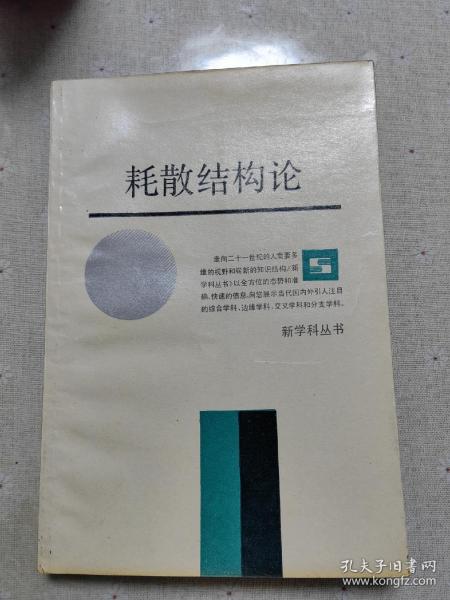 耗散结构论
走向二十一世纪的人需要多
维的视野和崭新的知识结构。《新
学科丛书》以全方位的态势和准
确、快速的信息,向您展示当代国内外引人注目
的综合学科、边缘学科、交叉学科和分支学科。
新学科丛书
孔夫子旧书网
www.kongfz.com